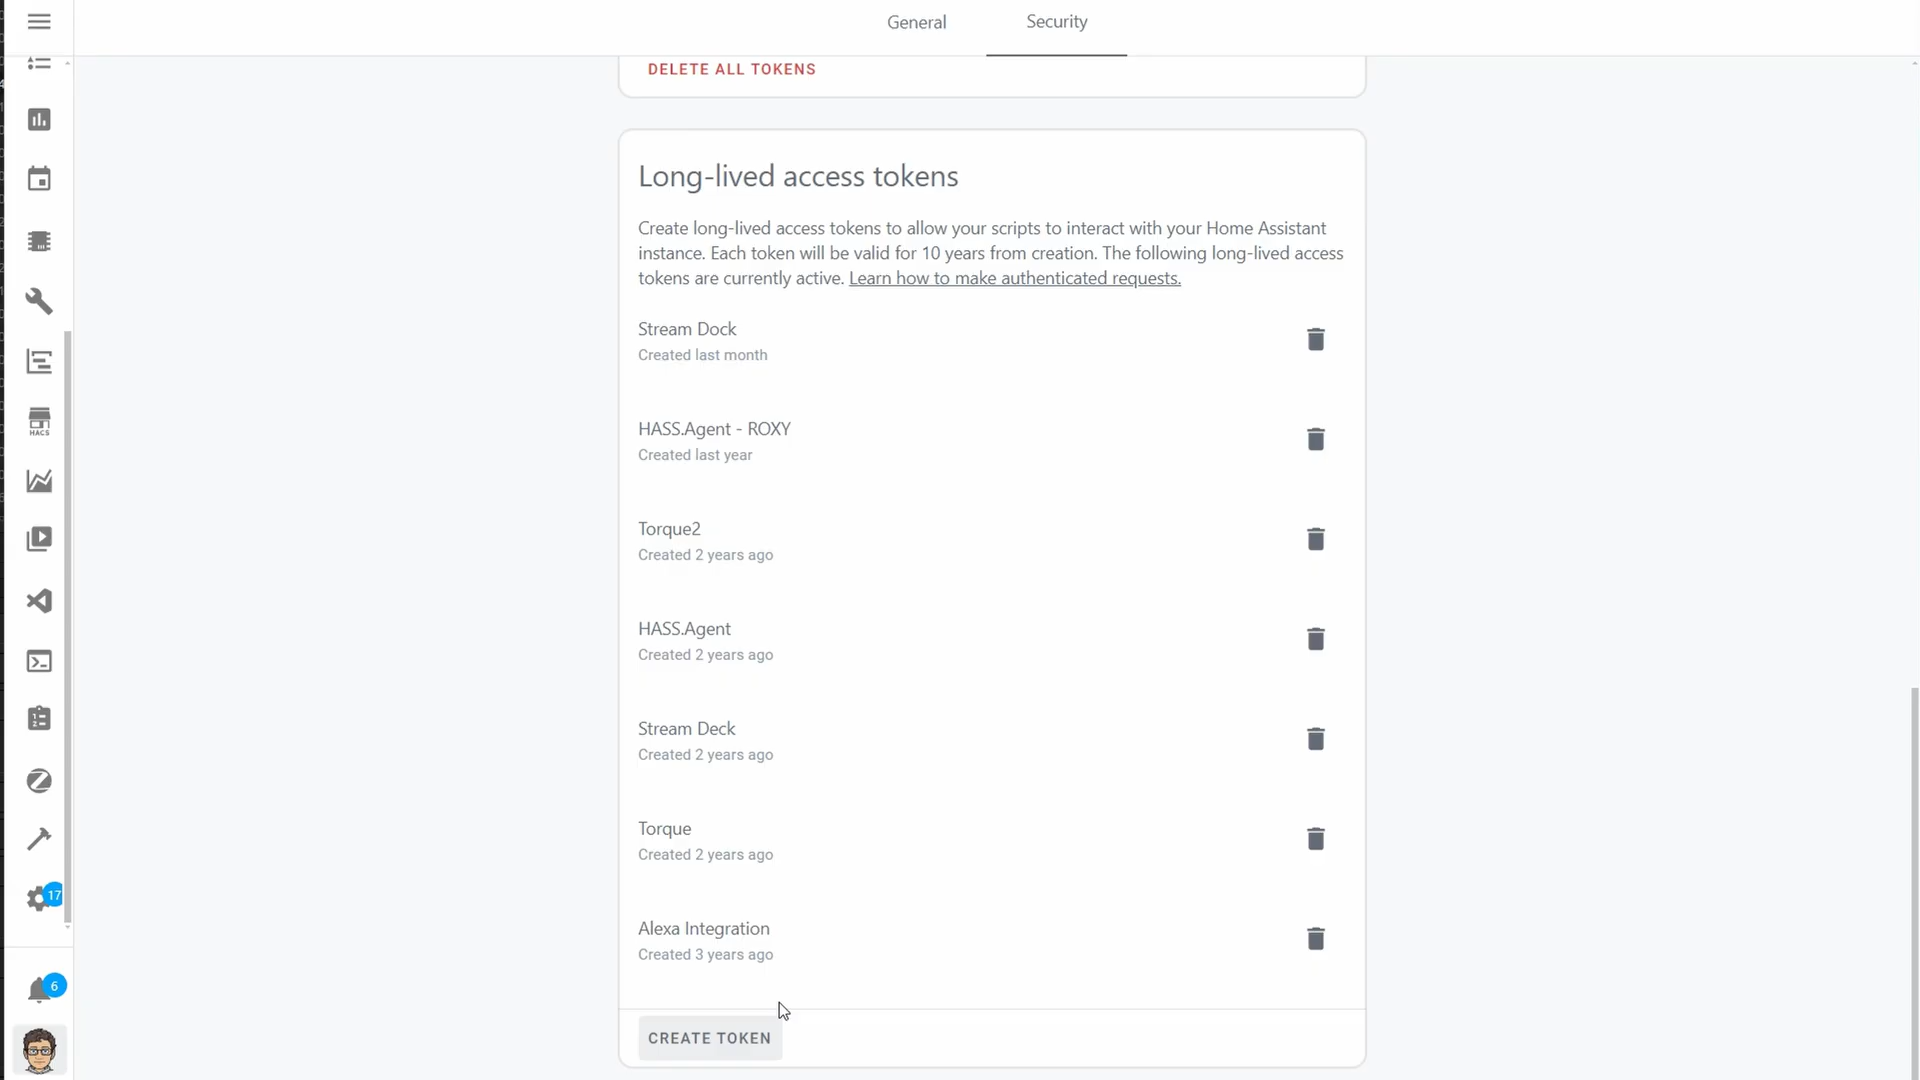 General
Security
DELETE ALL TOKENS
Long-lived access tokens
Create long-lived access tokens to allow your scripts to interact with your Home Assistant
instance. Each token will be valid for 10 years from creation. The following long-lived access
tokens are currently active. Learn how to make authenticated requests.
Stream Dock
Created last month
HASS.Agent - ROXY
Created last year
Torque2
Created 2 years ago
HASS.Agent
Created 2 years ago
Stream Deck
Created 2 years ago
Torque
Created 2 years ago
Alexa Integration
Created 3 years ago
CREATE TOKEN
HACS
17
6